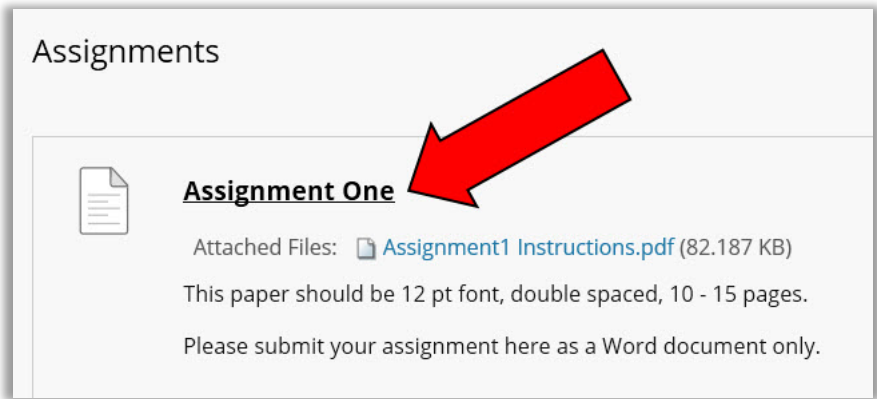 Assignments
Assignment One
Attached Files: Assignment1 Instructions.pdf (82.187 KB)
This paper should be 12 pt font, double spaced, 10 - 15 pages.
Please submit your assignment here as a Word document only.